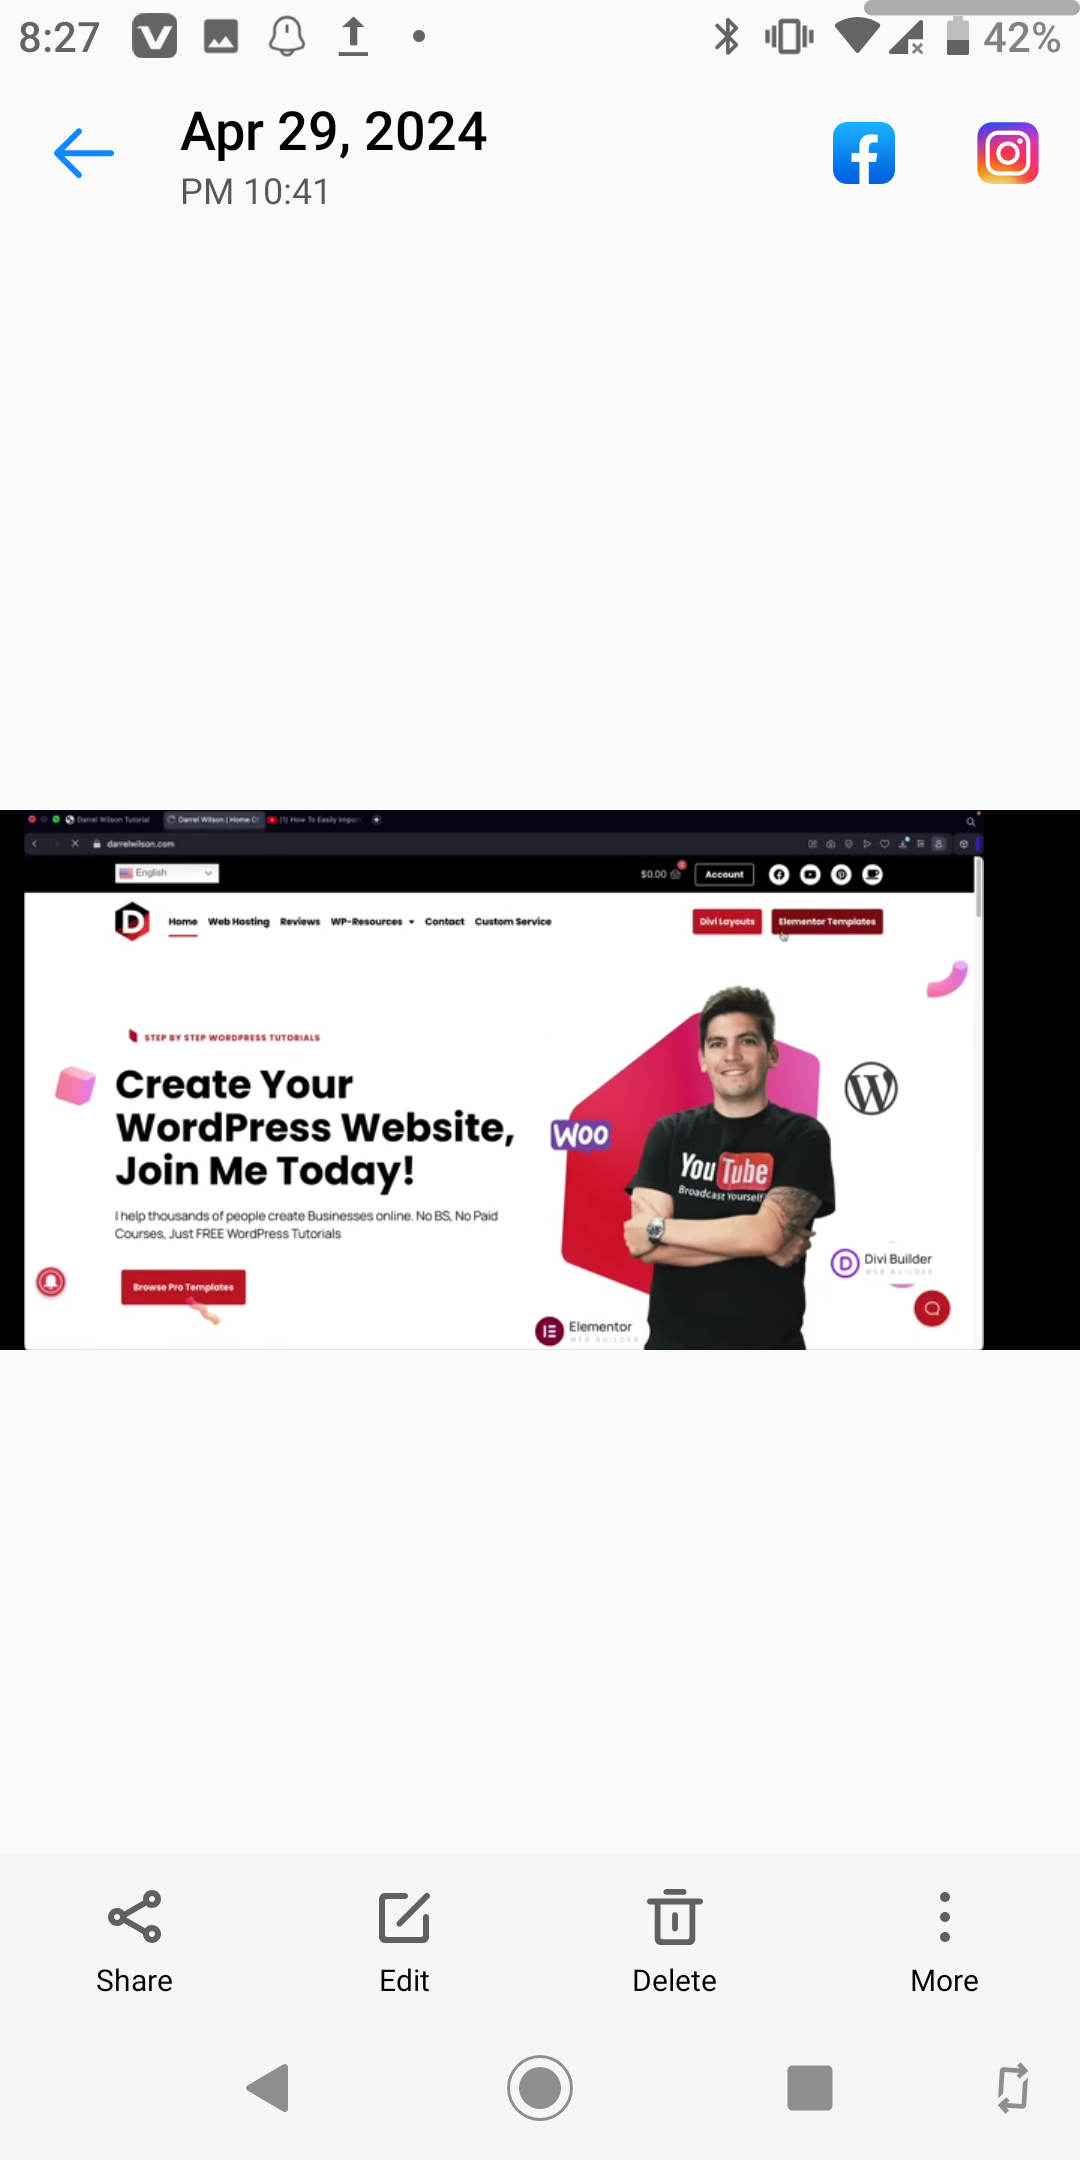 8:27
42%
Apr 29, 2024
PM 10:41
Darrel Wilson Tutorial
Darrel Wilson | Home
(1) How To Easily Impor
darrelwilson.com
English
$0.00
Account
D
Home Web Hosting Reviews WP-Resources Contact Custom Service
Divi Layouts
Elementor Templates
STEP BY STEP WORDPRESS TUTORIALS
Create Your
WordPress Website,
Join Me Today!
I help thousands of people create Businesses online. No BS, No Paid
Courses, Just FREE WordPress Tutorials
Browse Pro Templates
Woo
YouTube
Broadcast Yourself
Divi Builder
WEB BUILDER
Elementor
WEB BUILDER
Share
Edit
Delete
More